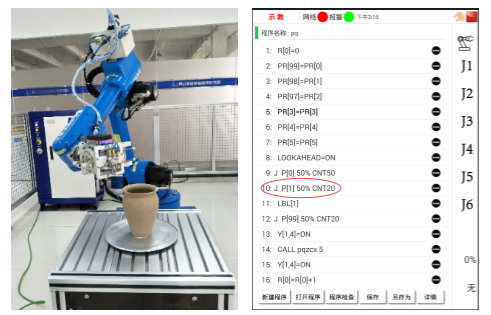 示教 网络 报警 下午3:16
程序名称: pq
1: R[0]=0
2: PR[99]=PR[0]
3: PR[98]=PR[1]
4: PR[97]=PR[2]
5: PR[3]=PR[3]
6: PR[4]=PR[4]
7: PR[5]=PR[5]
8: LOOKAHEAD=ON
9: J P[0] 50% CNT50
10: J P[1] 50% CNT20
11: LBL[1]
12: J P[99] 50% CNT20
13: Y[1,4]=ON
14: CALL pqzcx 5
15: Y[1,4]=ON
16: R[0]=R[0]+1
新建程序 打开程序 程序检查 保存 另存为 详情
J1
J2
J3
J4
J5
J6
0%
无